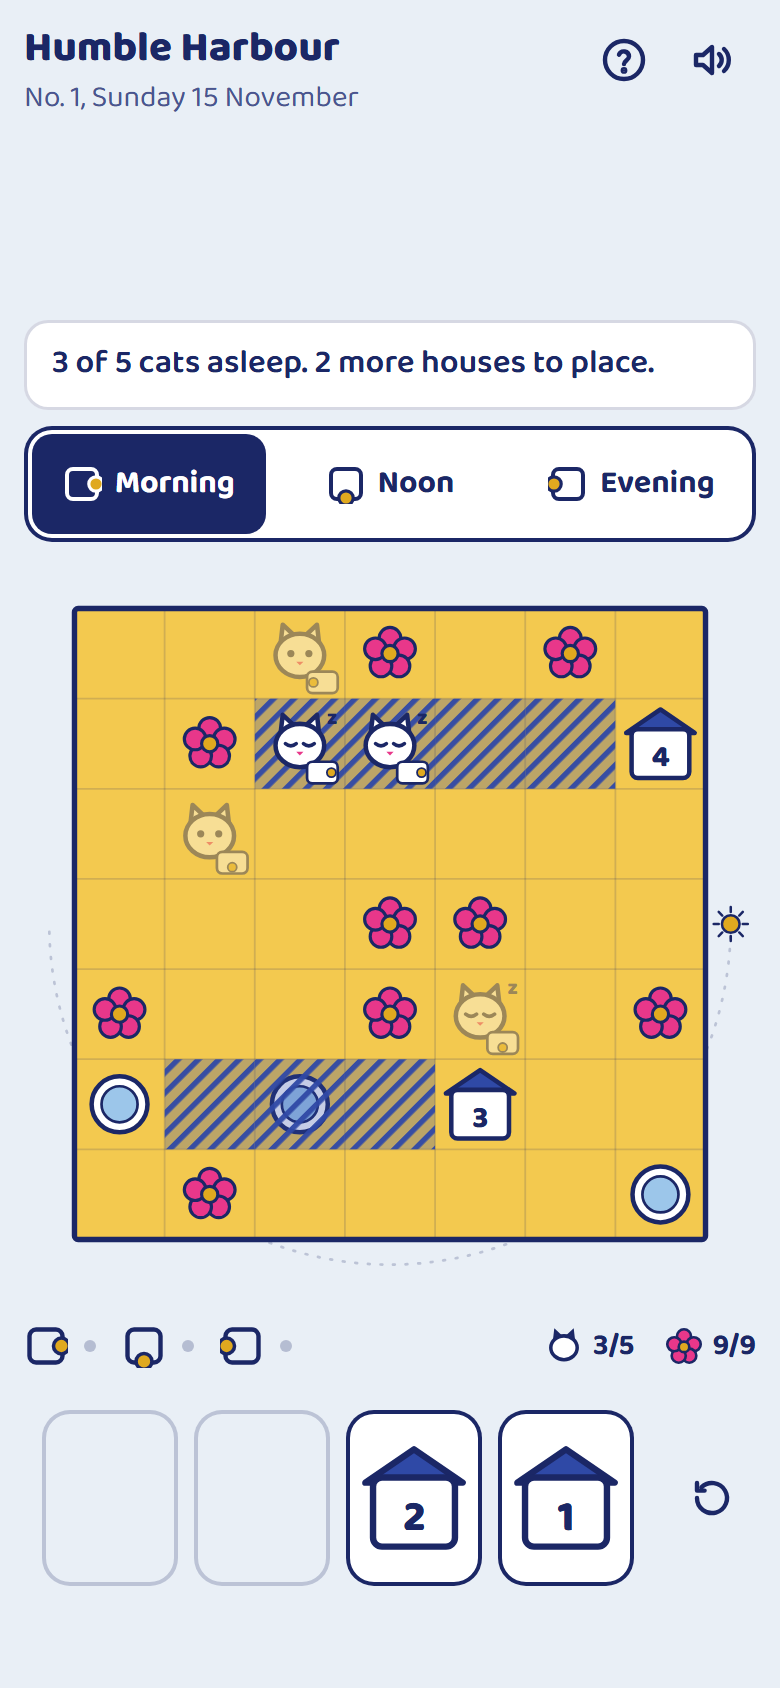 Humble Harbour
No. 1, Sunday 15 November
3 of 5 cats asleep. 2 more houses to place.
Morning Noon Evening
z z
4
z
3
3/5 9/9
2 1